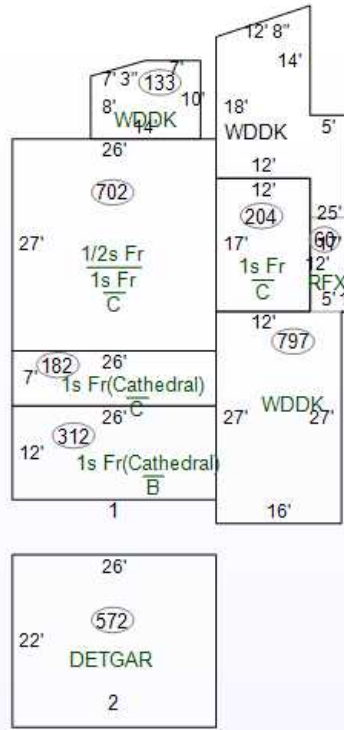 12' 8"
7' 3"
7'
133
14'
8'
10'
18'
WDDK
14'
WDDK
5'
26'
12'
702
12'
204
25'
27'
17'
60
1/2s Fr
1s Fr
C
1s Fr
C
12'
RFX
5'
12'
182
26'
797
7'
1s Fr(Cathedral)
C
26'
WDDK
312
27'
27'
12'
1s Fr(Cathedral)
B
1
16'
26'
572
22'
DETGAR
2